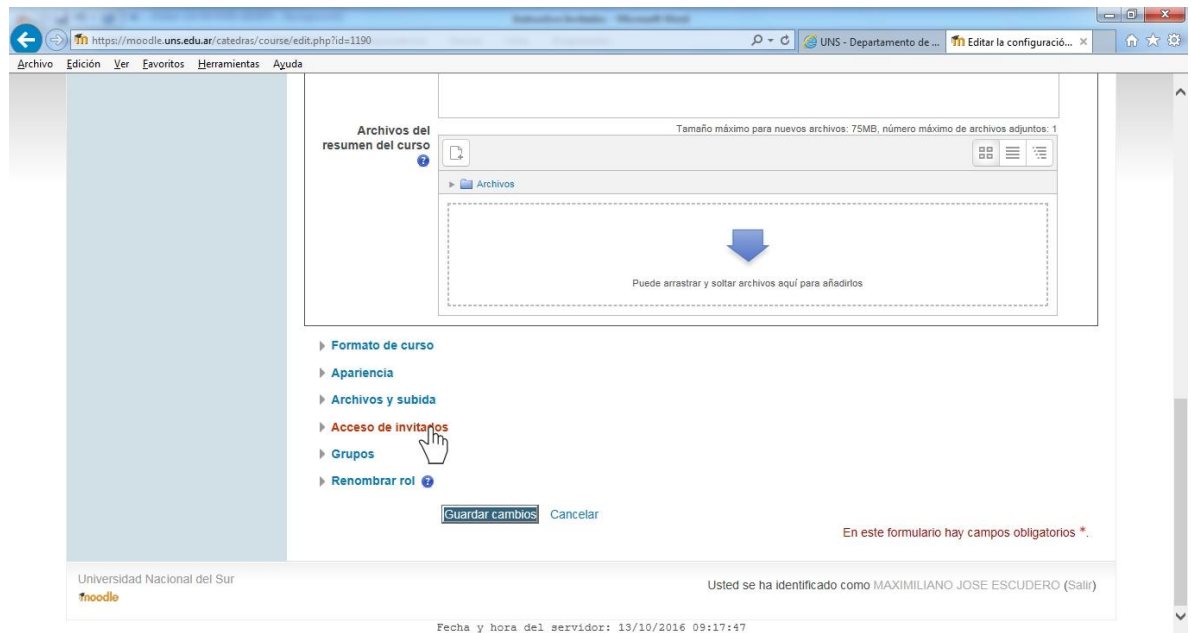 https://moodle.uns.edu.ar/catedras/course/edit.php?id=1190
UNS - Departamento de ...
Editar la configuració...
Archivo Edición Ver Favoritos Herramientas Ayuda
Tamaño máximo para nuevos archivos: 75MB, número máximo de archivos adjuntos: 1
Archivos del
resumen del curso
Archivos
Puede arrastrar y soltar archivos aquí para añadirlos
Formato de curso
Apariencia
Archivos y subida
Acceso de invitados
Grupos
Renombrar rol
Guardar cambios Cancelar
En este formulario hay campos obligatorios *.
Universidad Nacional del Sur
moodle
Usted se ha identificado como MAXIMILIANO JOSE ESCUDERO (Salir)
Fecha y hora del servidor: 13/10/2016 09:17:47